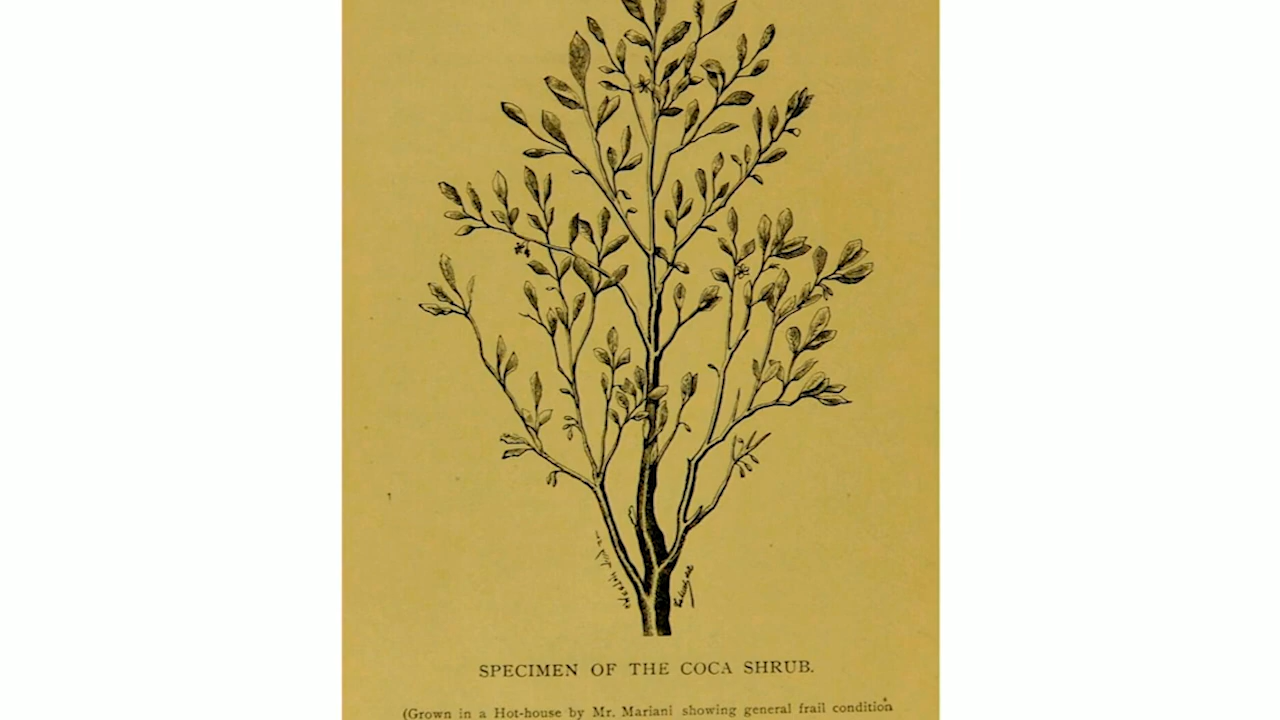 SPECIMEN OF THE COCA SHRUB.
(Grown in a Hot-house by Mr. Mariani showing general frail condition